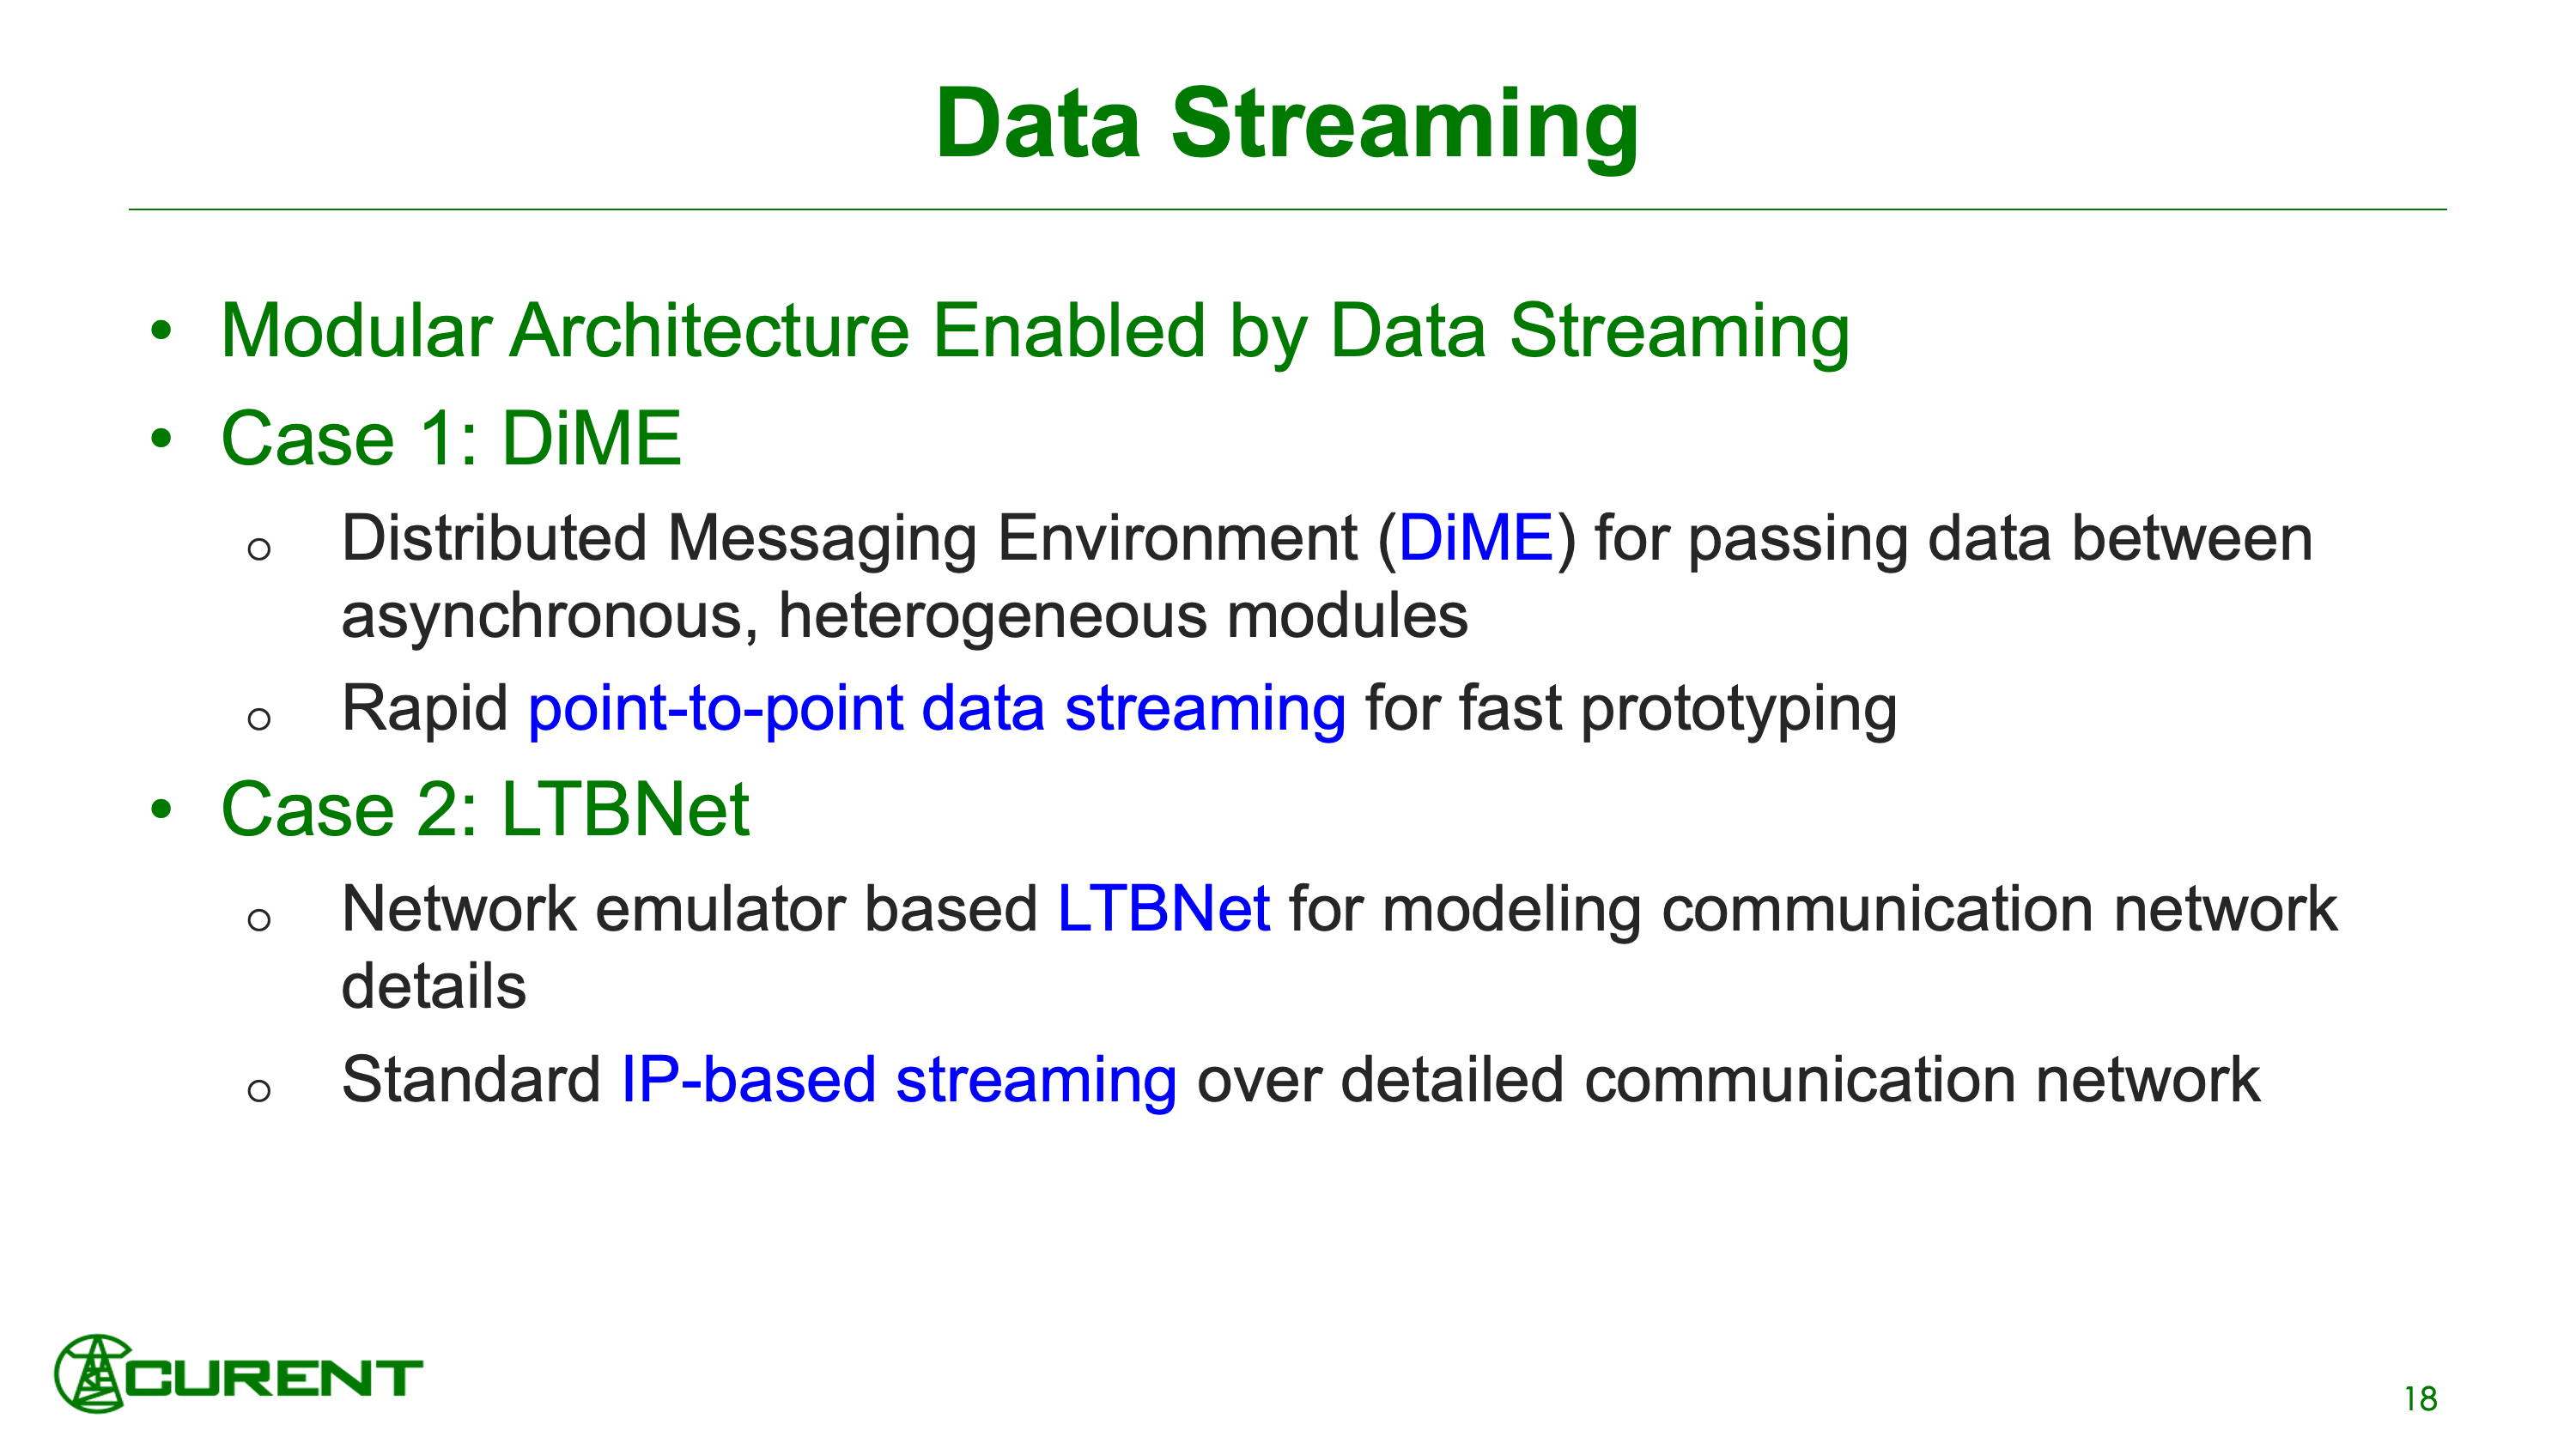 Data Streaming
• Modular Architecture Enabled by Data Streaming
• Case 1: DiME
○ Distributed Messaging Environment (DiME) for passing data between
asynchronous, heterogeneous modules
○ Rapid point-to-point data streaming for fast prototyping
• Case 2: LTBNet
○ Network emulator based LTBNet for modeling communication network
details
○ Standard IP-based streaming over detailed communication network
CURENT
18